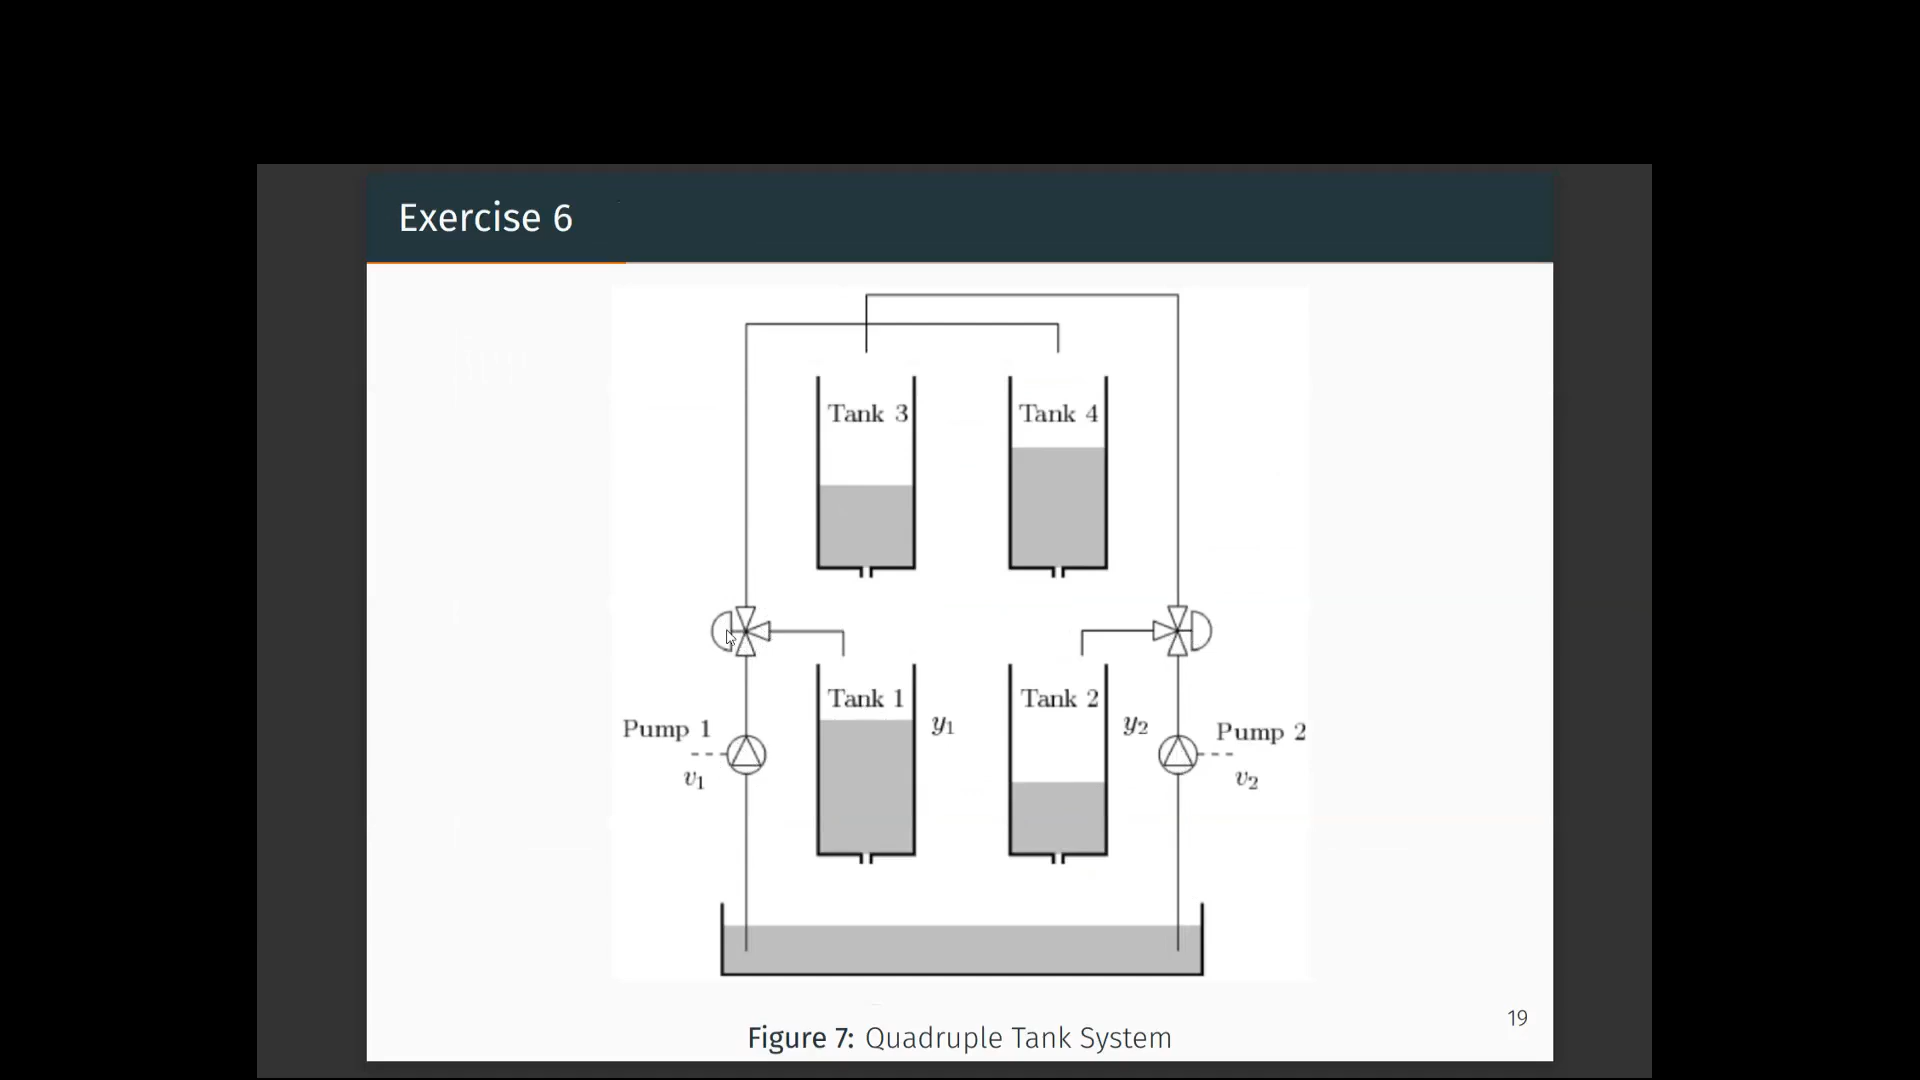 Exercise 6
Tank 3
Tank 4
Tank 1
Tank 2
y1
y2
Pump 1
Pump 2
v1
v2
19
Figure 7: Quadruple Tank System